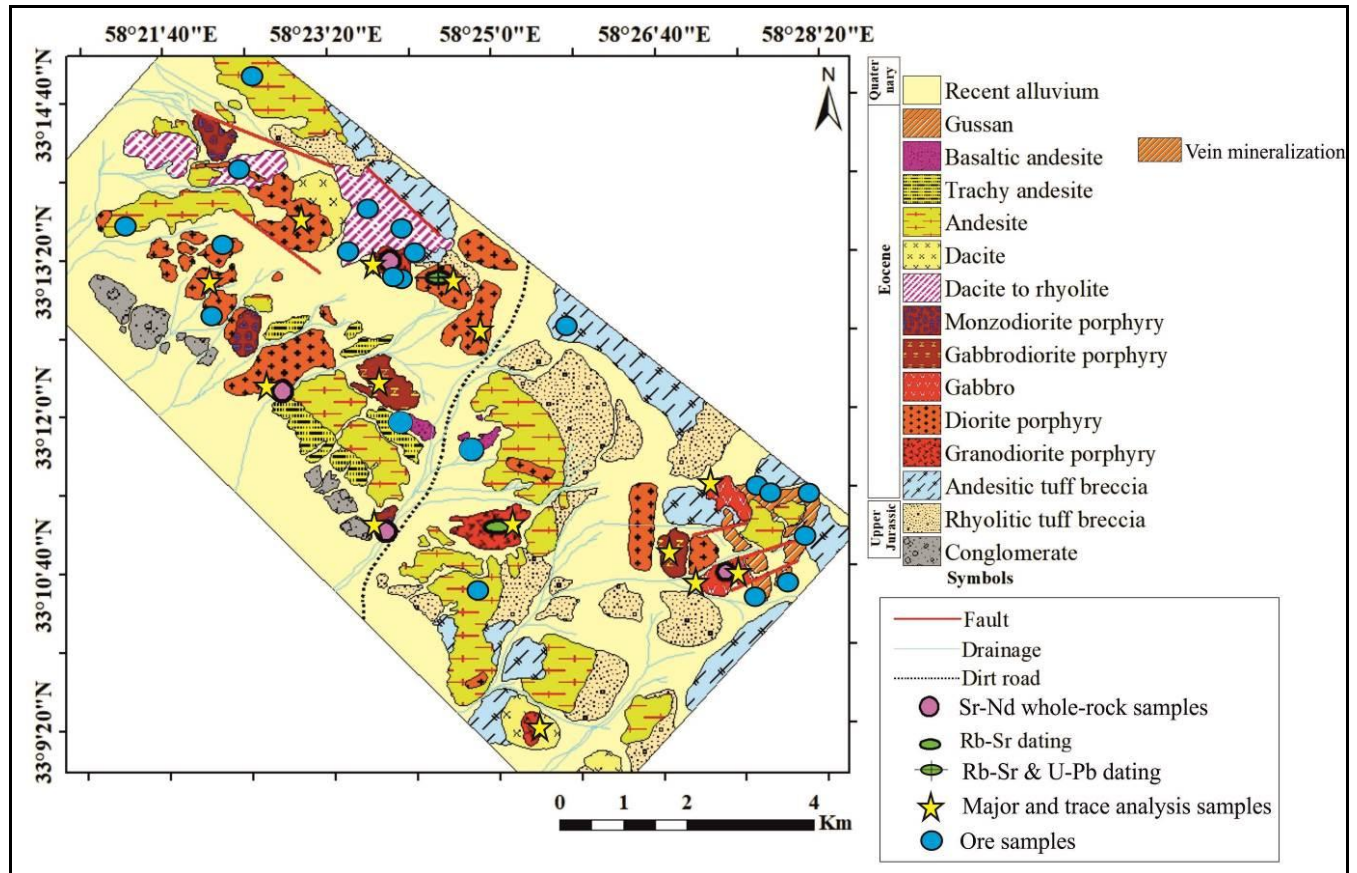 58°21'40"E 58°23'20"E 58°25'0"E 58°26'40"E 58°28'20"E
33°14'40"N
33°13'20"N
33°12'0"N
33°10'40"N
33°9'20"N
N
0 1 2 4
Km
Quater
nary
Eocene
Upper
Jurassic
Recent alluvium
Gussan
Basaltic andesite
Trachy andesite
Andesite
Dacite
Dacite to rhyolite
Monzodiorite porphyry
Gabbrodiorite porphyry
Gabbro
Diorite porphyry
Granodiorite porphyry
Andesitic tuff breccia
Rhyolitic tuff breccia
Conglomerate
Vein mineralization
Symbols
Fault
Drainage
Dirt road
Sr-Nd whole-rock samples
Rb-Sr dating
Rb-Sr & U-Pb dating
Major and trace analysis samples
Ore samples